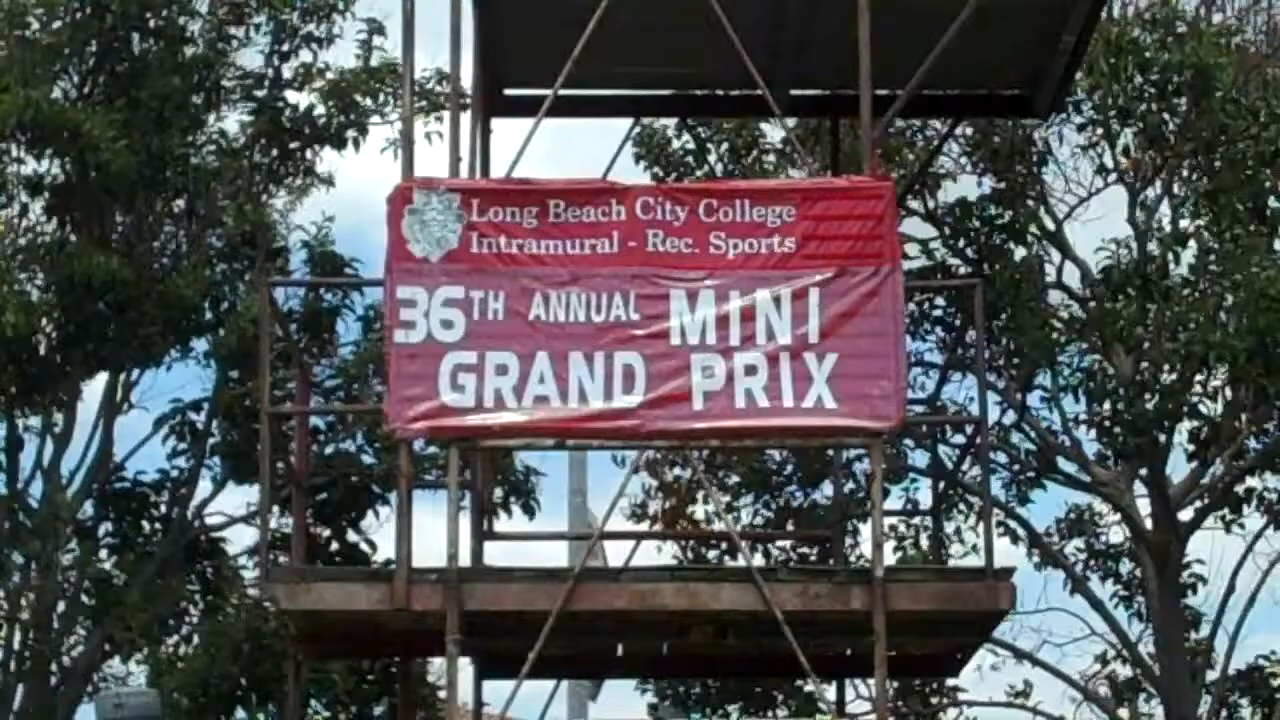 Long Beach City College
Intramural - Rec. Sports
36TH ANNUAL MINI
GRAND PRIX